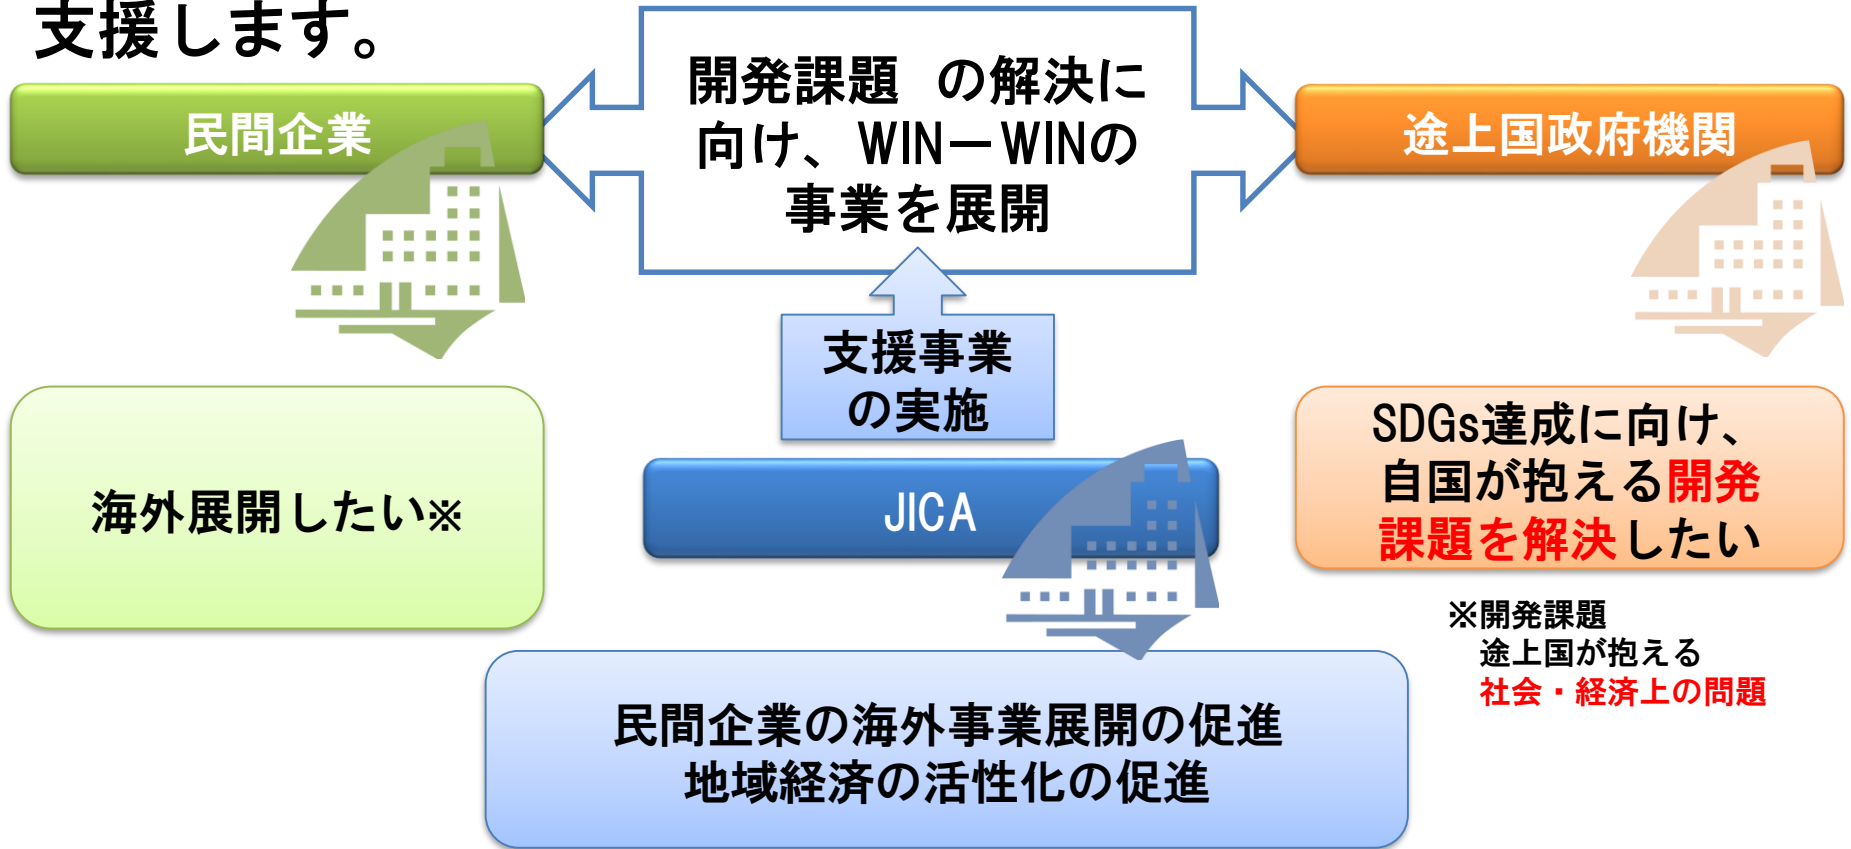 支援します。
民間企業
開発課題　の解決に
向け、WIN－WINの
事業を展開
途上国政府機関
支援事業
の実施
海外展開したい※
JICA
SDGs達成に向け、
自国が抱える開発
課題を解決したい
※開発課題
途上国が抱える
社会・経済上の問題
民間企業の海外事業展開の促進
地域経済の活性化の促進